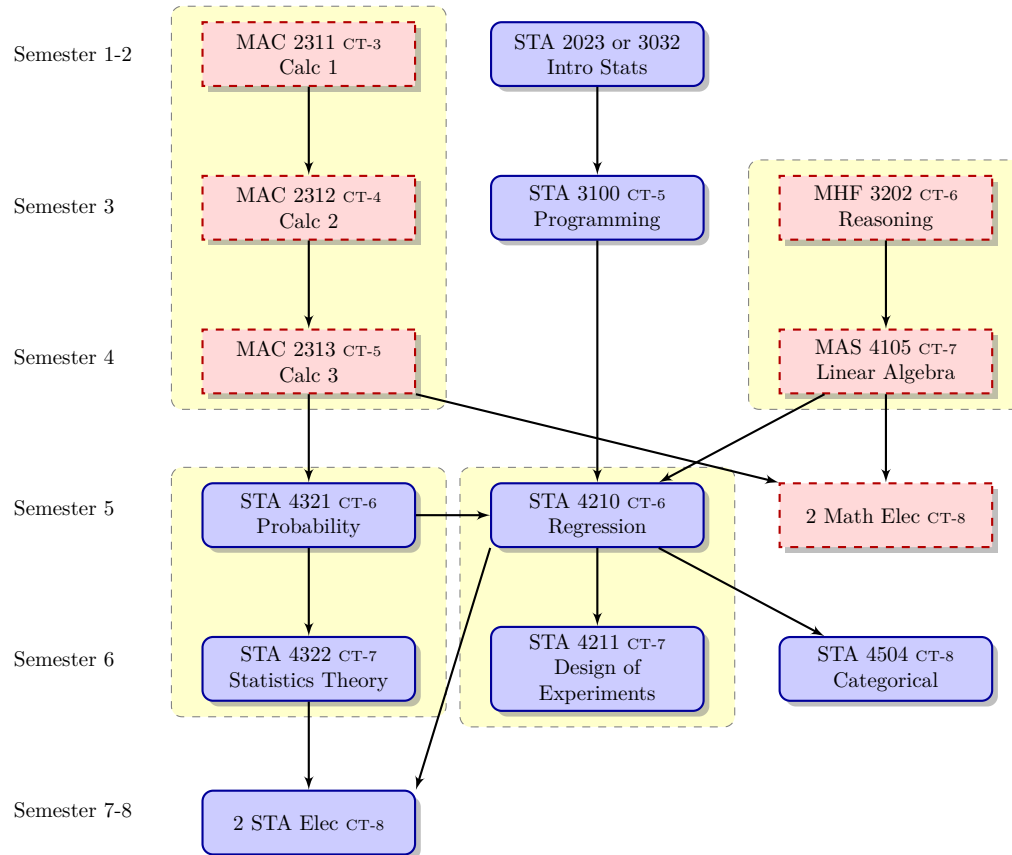 Semester 1-2
MAC 2311 CT-3
Calc 1
STA 2023 or 3032
Intro Stats
Semester 3
MAC 2312 CT-4
Calc 2
STA 3100 CT-5
Programming
MHF 3202 CT-6
Reasoning
Semester 4
MAC 2313 CT-5
Calc 3
MAS 4105 CT-7
Linear Algebra
Semester 5
STA 4321 CT-6
Probability
STA 4210 CT-6
Regression
2 Math Elec CT-8
Semester 6
STA 4322 CT-7
Statistics Theory
STA 4211 CT-7
Design of
Experiments
STA 4504 CT-8
Categorical
Semester 7-8
2 STA Elec CT-8